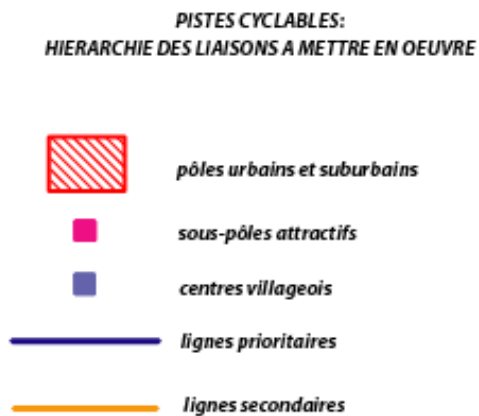 PISTES CYCLABLES:
HIERARCHIE DES LIAISONS A METTRE EN OEUVRE
pôles urbains et suburbains
sous-pôles attractifs
centres villageois
lignes prioritaires
lignes secondaires